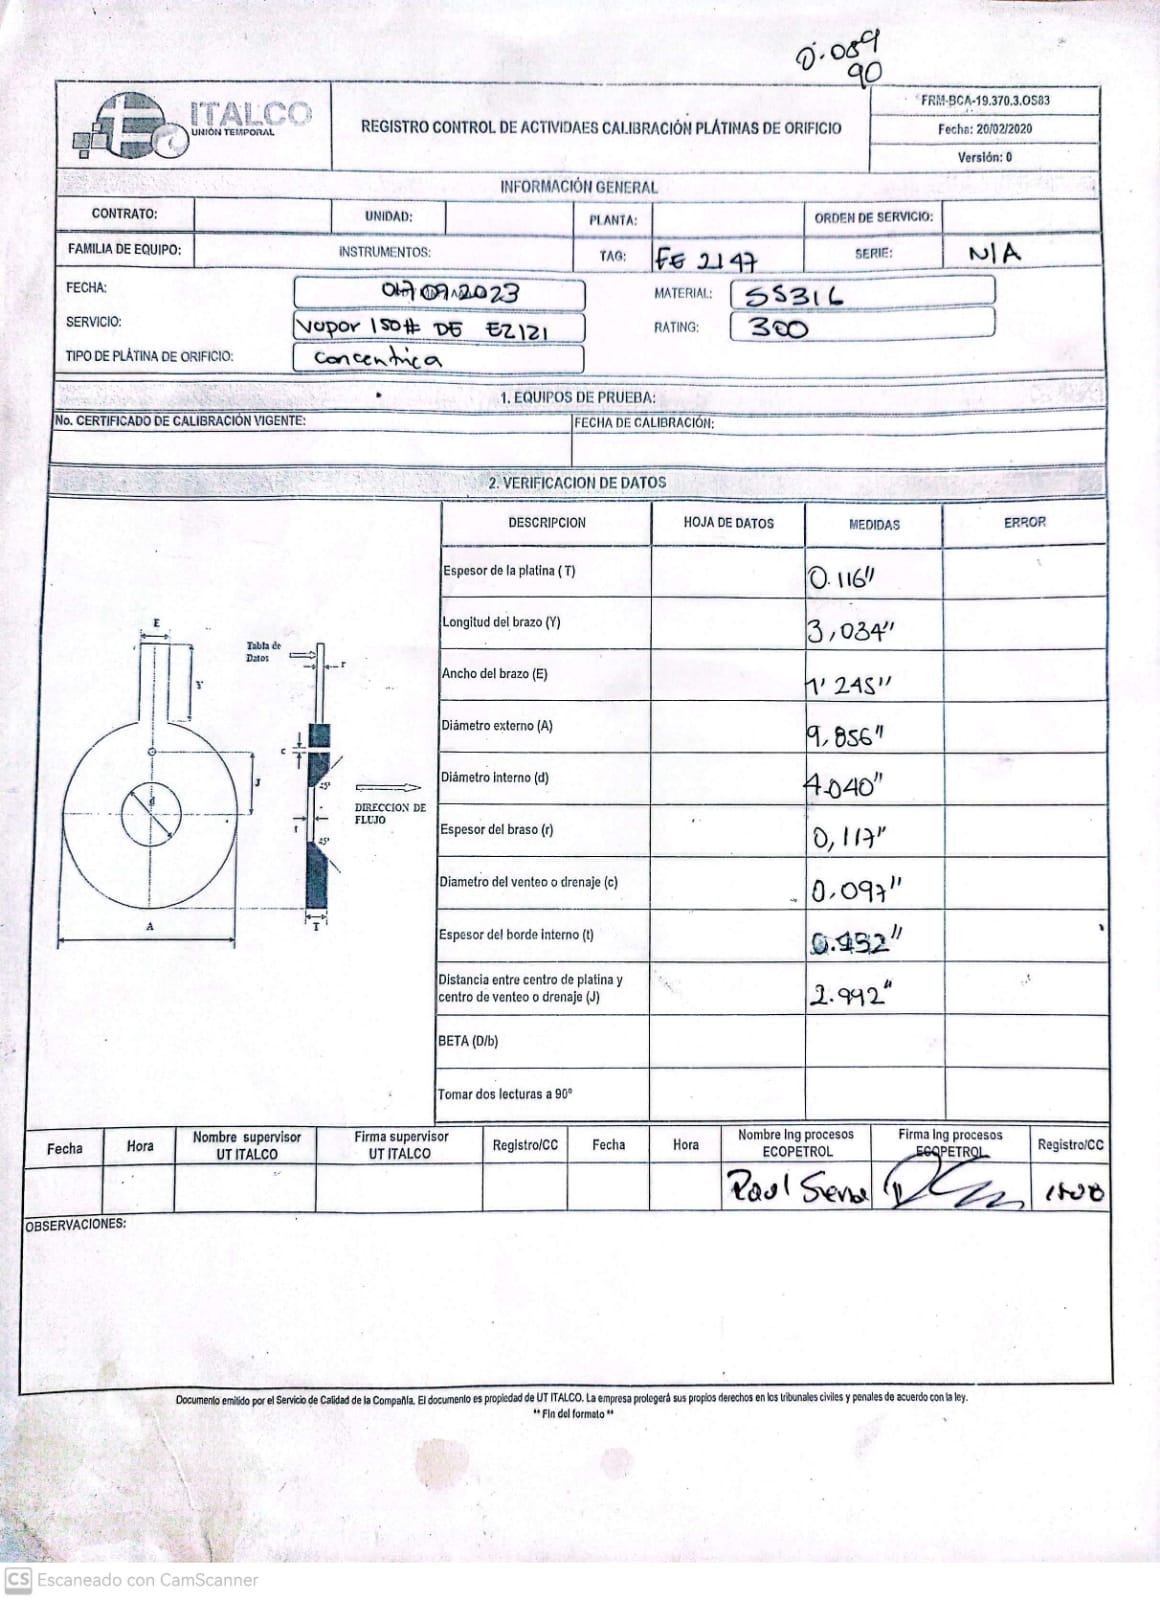 0.089
90
ITALCO
UNIÓN TEMPORAL
REGISTRO CONTROL DE ACTIVIDAES CALIBRACIÓN PLÁTINAS DE ORIFICIO
FRM-BCA-19.370.3.OS83
Fecha: 20/02/2020
Versión: 0
INFORMACIÓN GENERAL
CONTRATO: UNIDAD: PLANTA: ORDEN DE SERVICIO:
FAMILIA DE EQUIPO: INSTRUMENTOS: TAG: FE 2147 SERIE: N/A
FECHA: 07 09 2023 MATERIAL: SS316
SERVICIO: Vapor 150# DE E2121 RATING: 300
TIPO DE PLÁTINA DE ORIFICIO: Concentrica
1. EQUIPOS DE PRUEBA:
No. CERTIFICADO DE CALIBRACIÓN VIGENTE: FECHA DE CALIBRACIÓN:
2. VERIFICACION DE DATOS
DESCRIPCION HOJA DE DATOS MEDIDAS ERROR
Espesor de la platina (T) 0.116"
Longitud del brazo (Y) 3,034"
Ancho del brazo (E) 1' 245"
Diámetro externo (A) 9,856"
Diámetro interno (d) 4.040"
Espesor del braso (r) 0,117"
Diametro del venteo o drenaje (c) 0.097"
Espesor del borde interno (t)
Distancia entre centro de platina y
centro de venteo o drenaje (J) 2.992"
BETA (D/b)
Tomar dos lecturas a 90°
E
Tabla de
Datos
r
Y
c
J
d
45°
DIRECCION DE
FLUJO
t
45°
A
T
Fecha Hora Nombre supervisor UT ITALCO Firma supervisor UT ITALCO Registro/CC Fecha Hora Nombre Ing procesos ECOPETROL Firma Ing procesos ECOPETROL Registro/CC
Raul Sierra
OBSERVACIONES:
Documento emitido por el Servicio de Calidad de la Compañía. El documento es propiedad de UT ITALCO. La empresa protegerá sus propios derechos en los tribunales civiles y penales de acuerdo con la ley.
** Fin del formato **
CS Escaneado con CamScanner